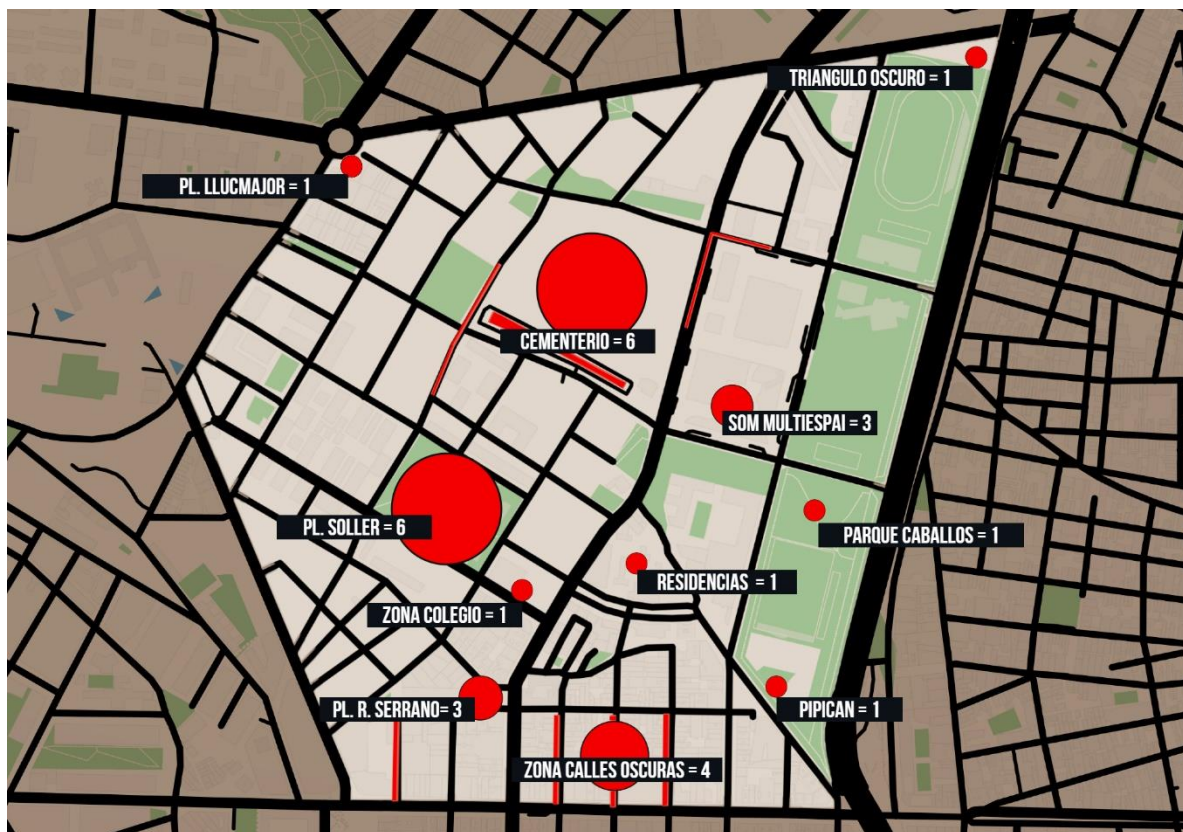 TRIANGULO OSCURO = 1
PL. LLUCMAJOR = 1
CEMENTERIO = 6
SOM MULTIESPAI = 3
PL. SOLLER = 6
PARQUE CABALLOS = 1
RESIDENCIAS = 1
ZONA COLEGIO = 1
PL. R. SERRANO= 3
PIPICAN = 1
ZONA CALLES OSCURAS = 4